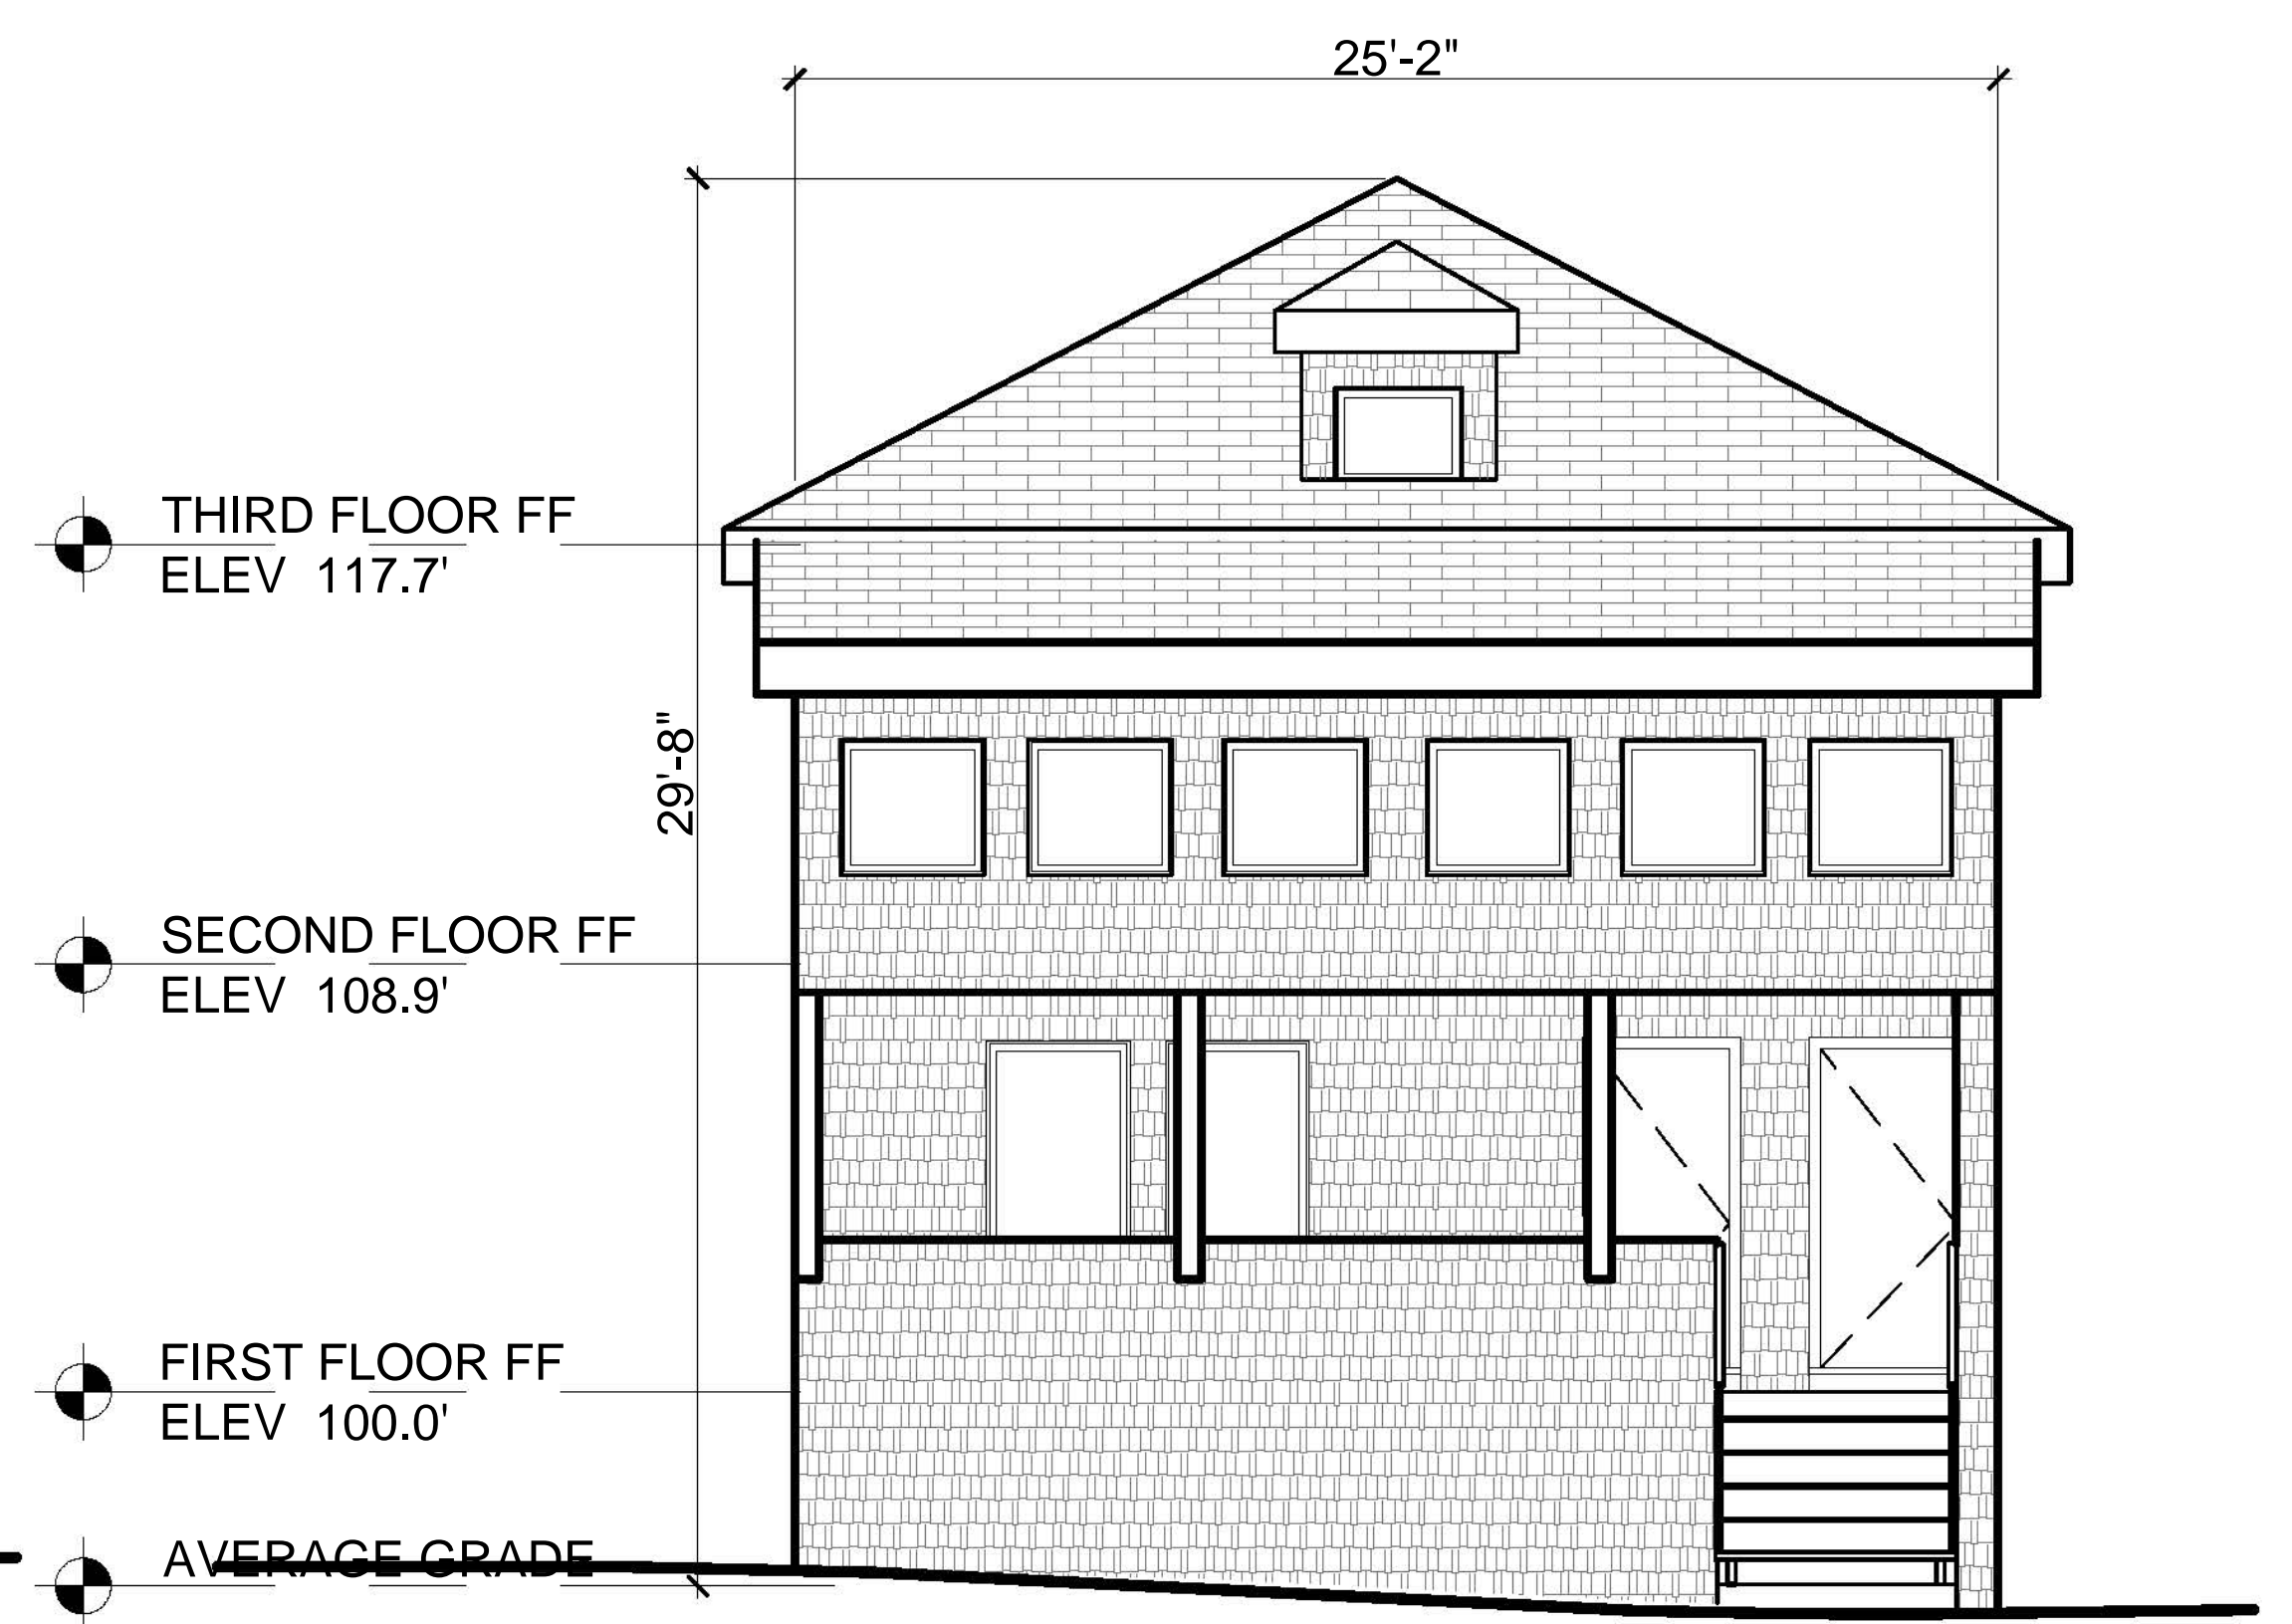 25'-2"
THIRD FLOOR FF
ELEV 117.7'
29'-8"
SECOND FLOOR FF
ELEV 108.9'
FIRST FLOOR FF
ELEV 100.0'
AVERAGE GRADE